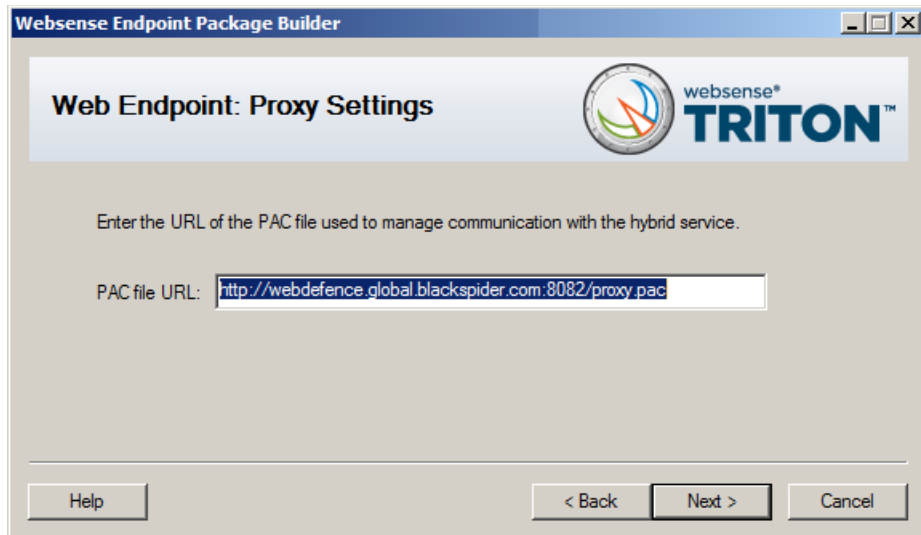 Websense Endpoint Package Builder
Web Endpoint: Proxy Settings
websense®
TRITON™
Enter the URL of the PAC file used to manage communication with the hybrid service.
PAC file URL: http://webdefence.global.blackspider.com:8082/proxy.pac
Help
< Back
Next >
Cancel